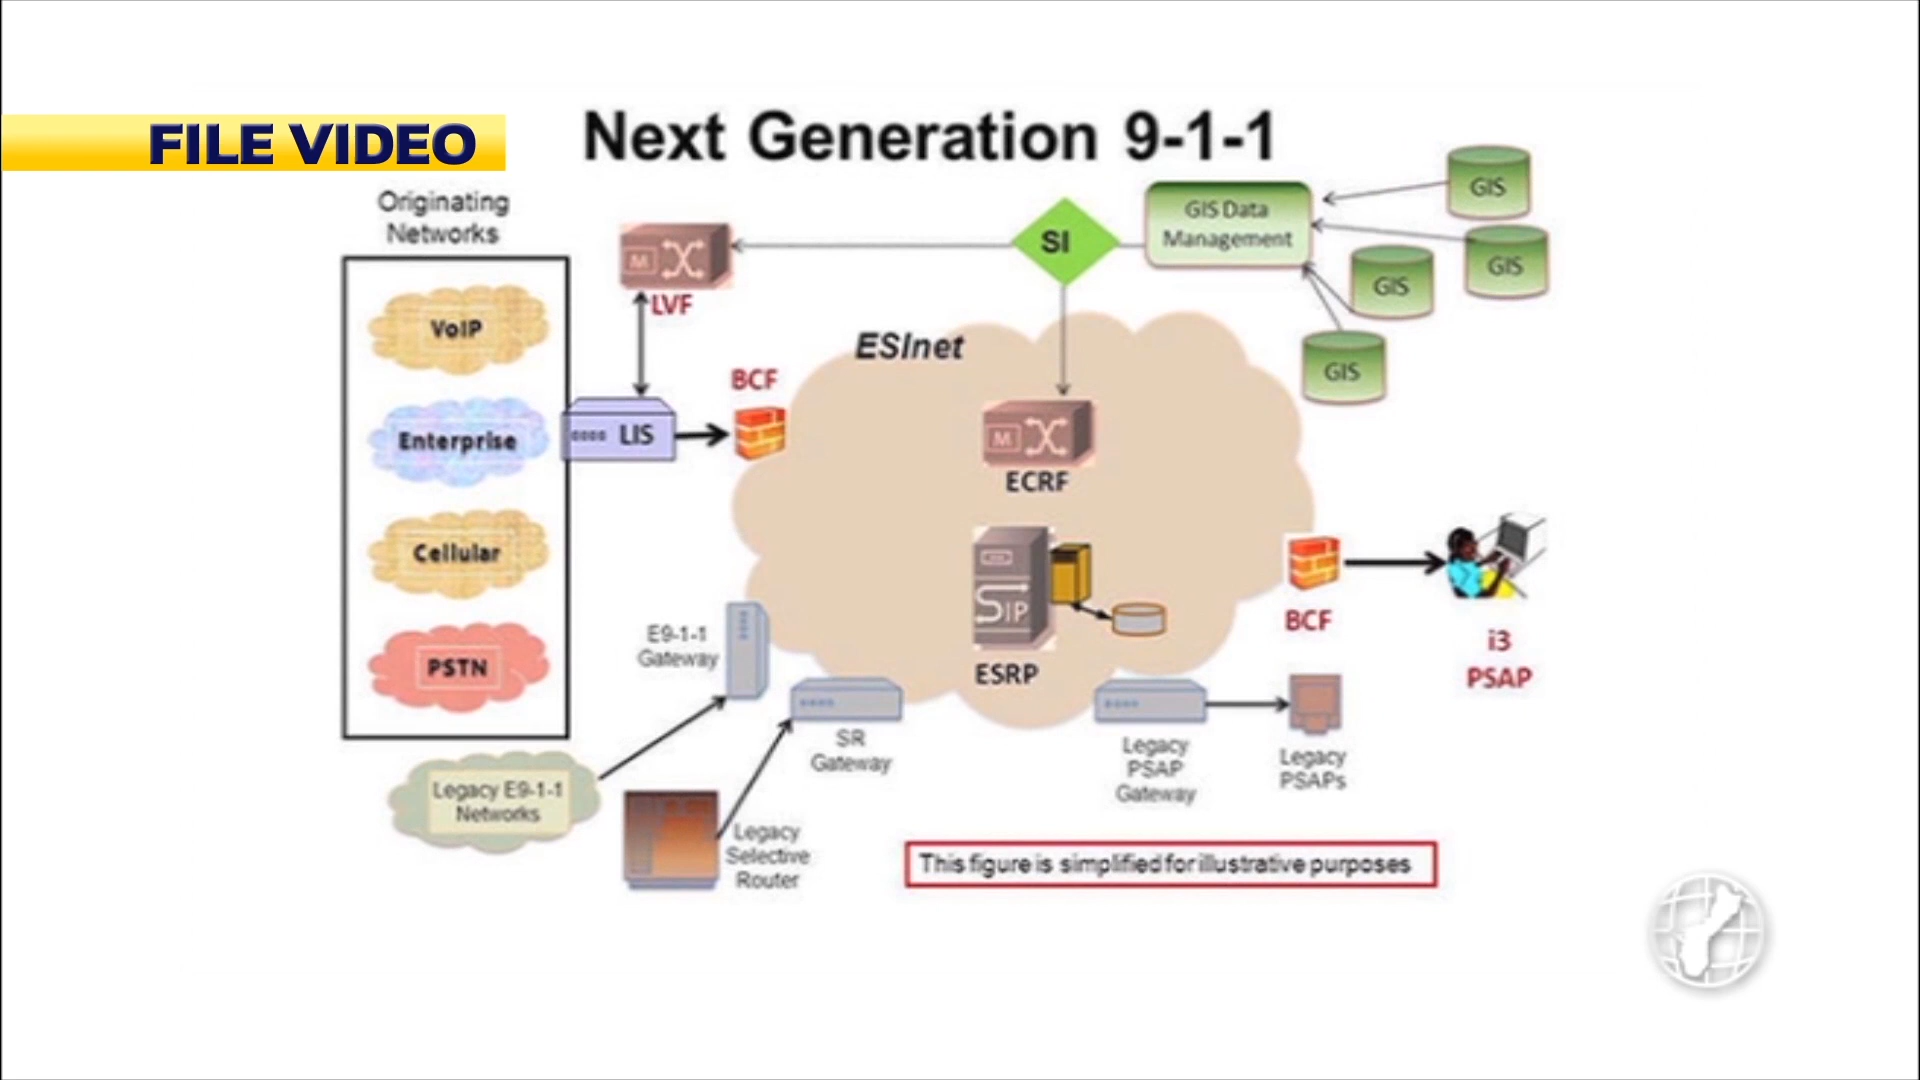 FILE VIDEO
Next Generation 9-1-1
Originating
Networks
VoIP
Enterprise
Cellular
PSTN
LVF
LIS
BCF
SI
GIS Data
Management
GIS
GIS
GIS
GIS
ESInet
M
M
ECRF
SIP
ESRP
BCF
i3
PSAP
E9-1-1
Gateway
SR
Gateway
Legacy
PSAP
Gateway
Legacy
PSAPs
Legacy E9-1-1
Networks
Legacy
Selective
Router
This figure is simplified for illustrative purposes